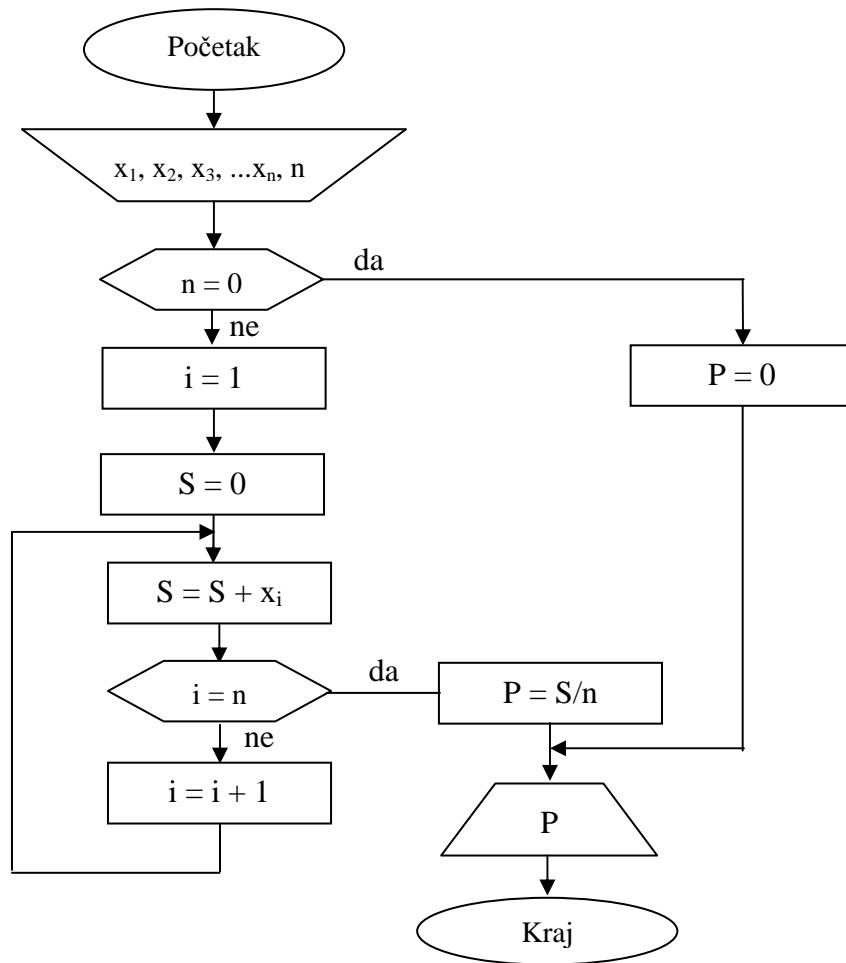 Početak
x₁, x₂, x₃, ...xₙ, n
n = 0
da
ne
i = 1
P = 0
S = 0
S = S + xᵢ
i = n
da
P = S/n
ne
i = i + 1
P
Kraj